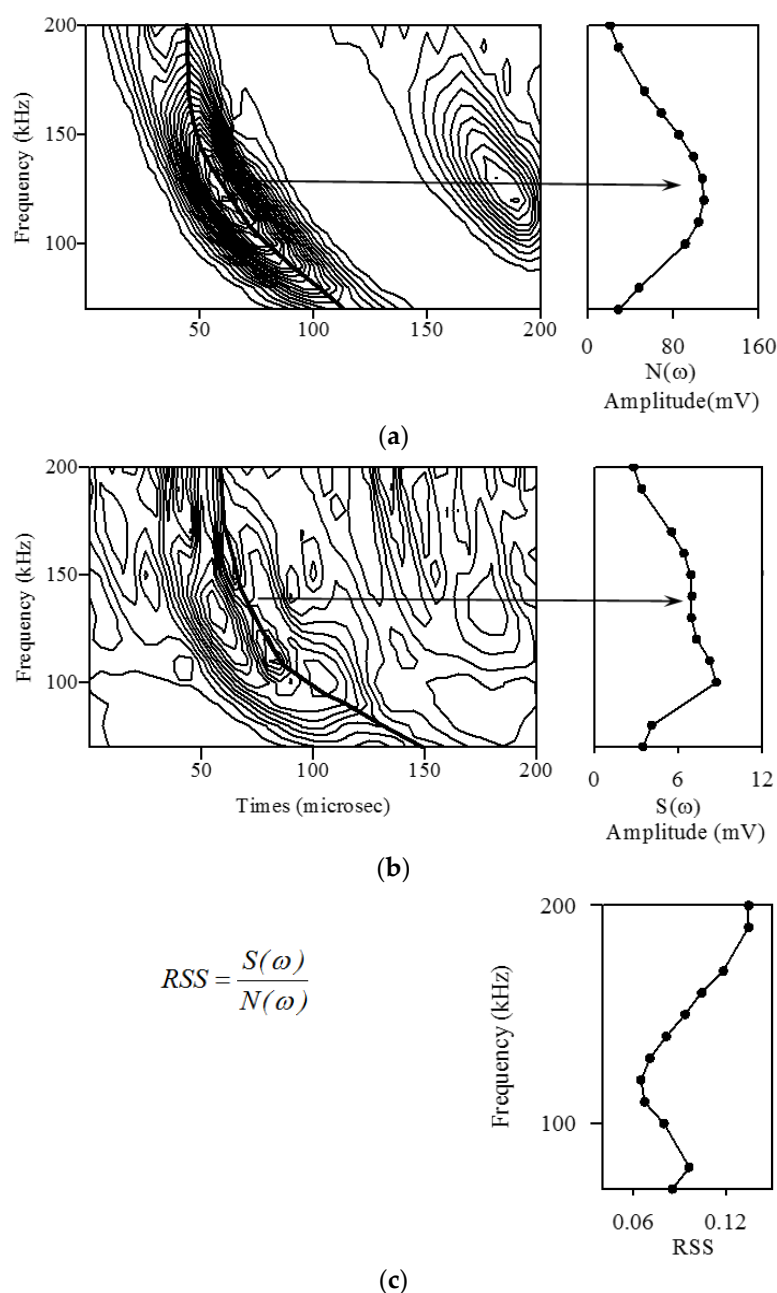 200
150
100
Frequency (kHz)
50
100
150
200
0
80
160
N(ω)
Amplitude(mV)
(a)
200
150
100
Frequency (kHz)
50
100
150
200
Times (microsec)
0
6
12
S(ω)
Amplitude (mV)
(b)
RSS = S(ω) / N(ω)
200
100
Frequency (kHz)
0.06
0.12
RSS
(c)